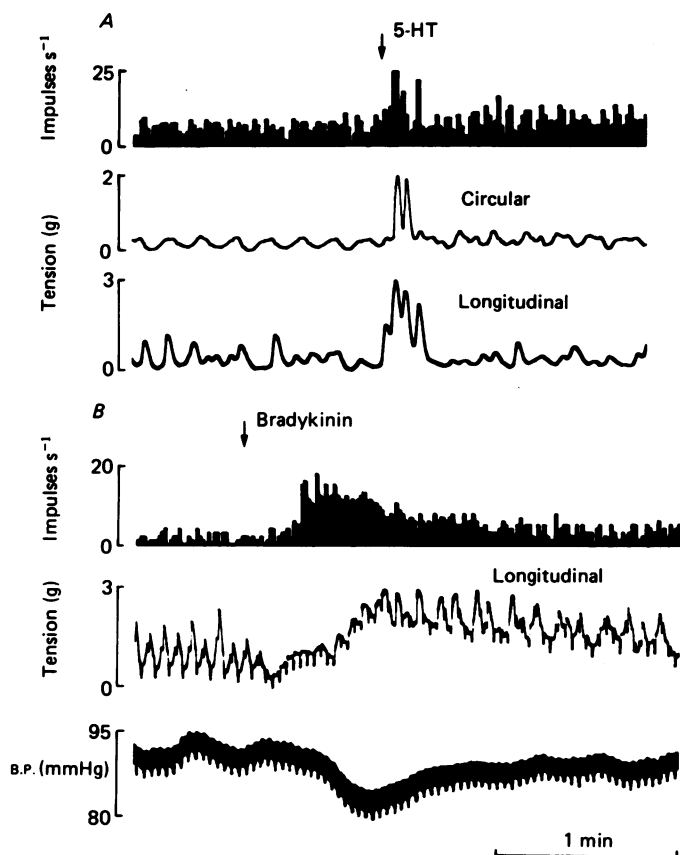 A
5-HT
Impulses s⁻¹
25
0
Tension (g)
2
0
Circular
3
0
Longitudinal
B
Bradykinin
Impulses s⁻¹
20
0
Tension (g)
3
0
Longitudinal
B.P. (mmHg)
95
80
1 min